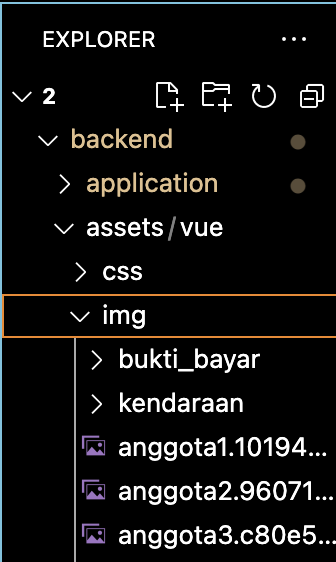 EXPLORER
2
backend
application
assets/vue
css
img
bukti_bayar
kendaraan
anggota1.10194...
anggota2.96071...
anggota3.c80e5...